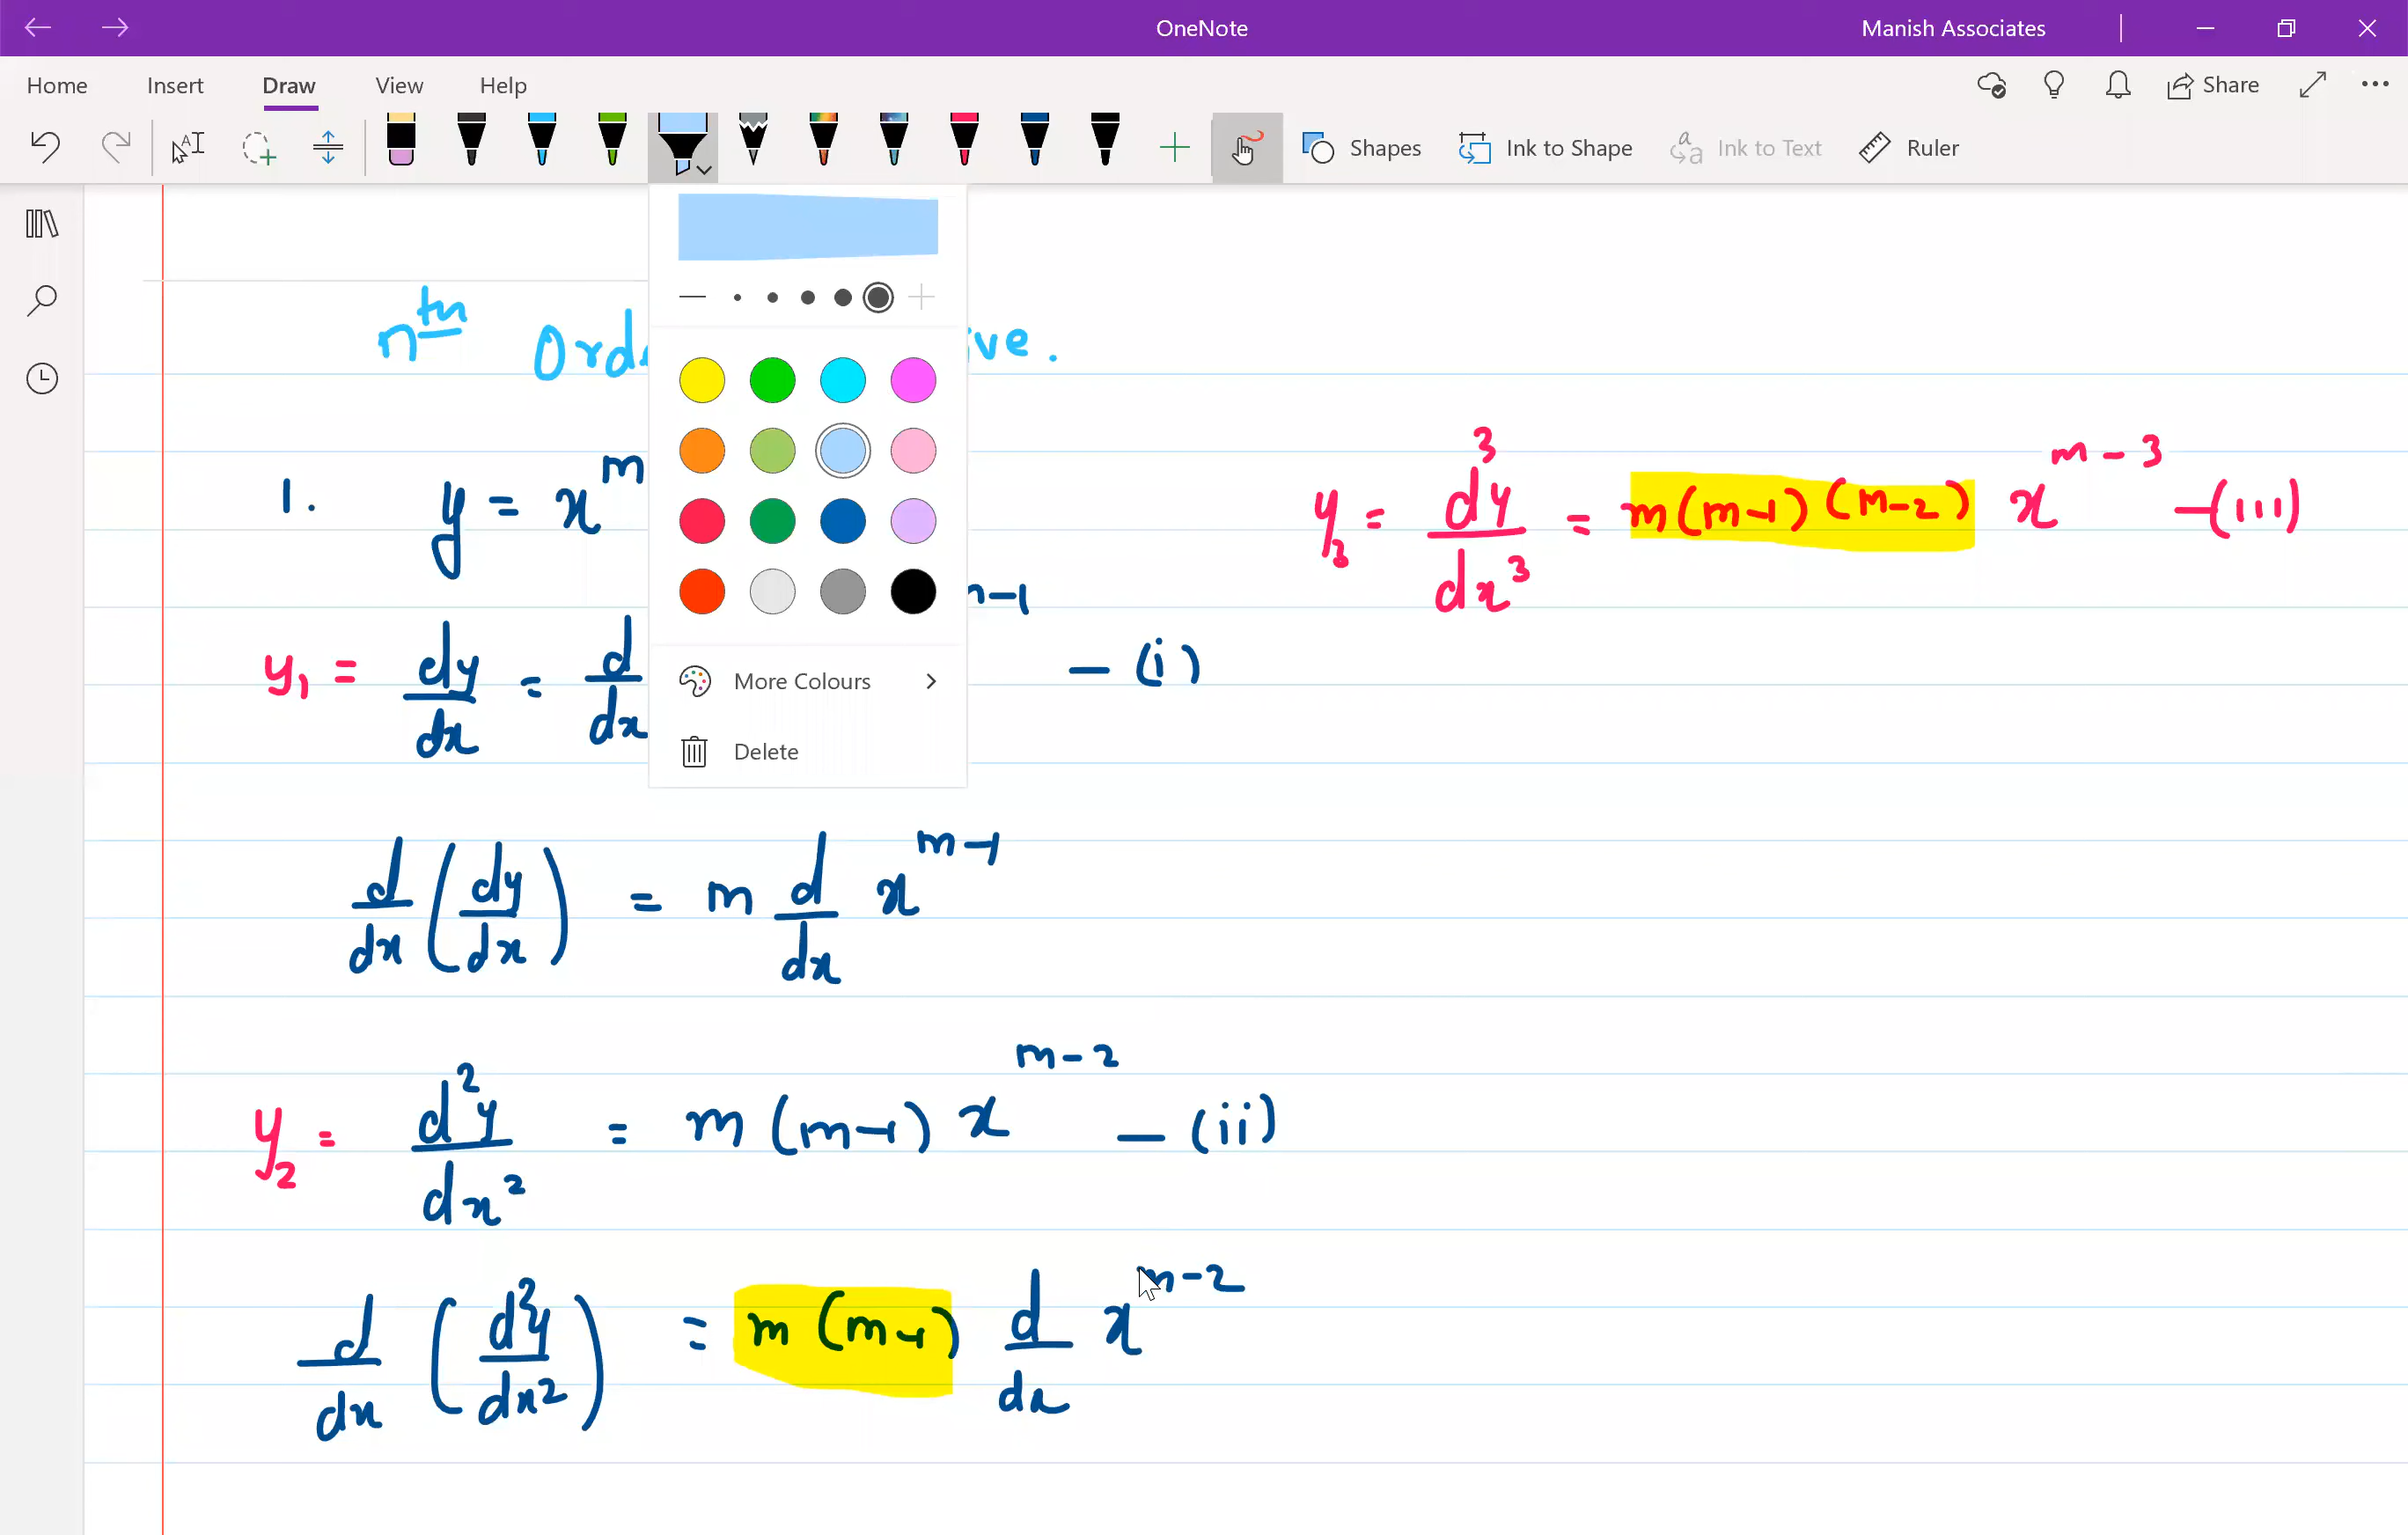 OneNote Manish Associates
Home Insert Draw View Help Share
Shapes Ink to Shape Ink to Text Ruler
nth Ord ive.
1. y = x^m
y₃ = d³y/dx³ = m(m-1)(m-2) x^(m-3) -(iii)
y₁ = dy/dx = d/dx m-1 — (i)
More Colours
Delete
d/dx (dy/dx) = m d/dx x^(m-1)
y₂ = d²y/dx² = m (m-1) x^(m-2) — (ii)
d/dx (d²y/dx²) = m (m-1) d/dx x^(m-2)